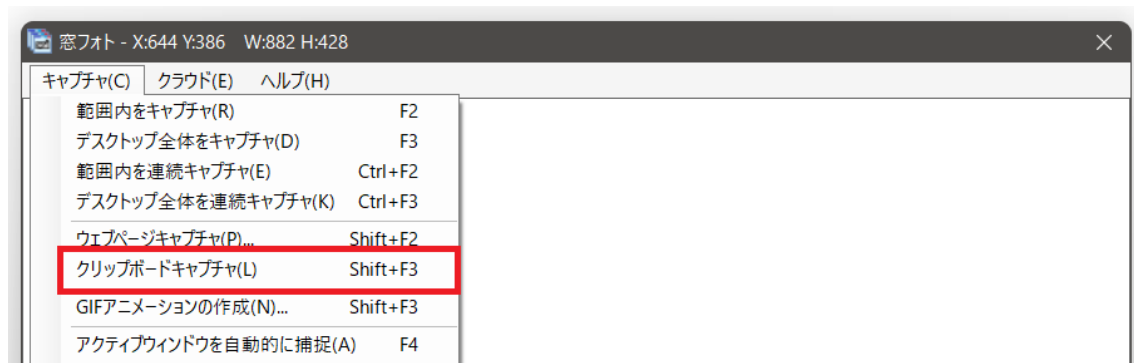 窓フォト - X:644 Y:386 W:882 H:428
キャプチャ(C) クラウド(E) ヘルプ(H)
範囲内をキャプチャ(R) F2
デスクトップ全体をキャプチャ(D) F3
範囲内を連続キャプチャ(E) Ctrl+F2
デスクトップ全体を連続キャプチャ(K) Ctrl+F3
ウェブページキャプチャ(P)... Shift+F2
クリップボードキャプチャ(L) Shift+F3
GIFアニメーションの作成(N)... Shift+F3
アクティブウィンドウを自動的に捕捉(A) F4